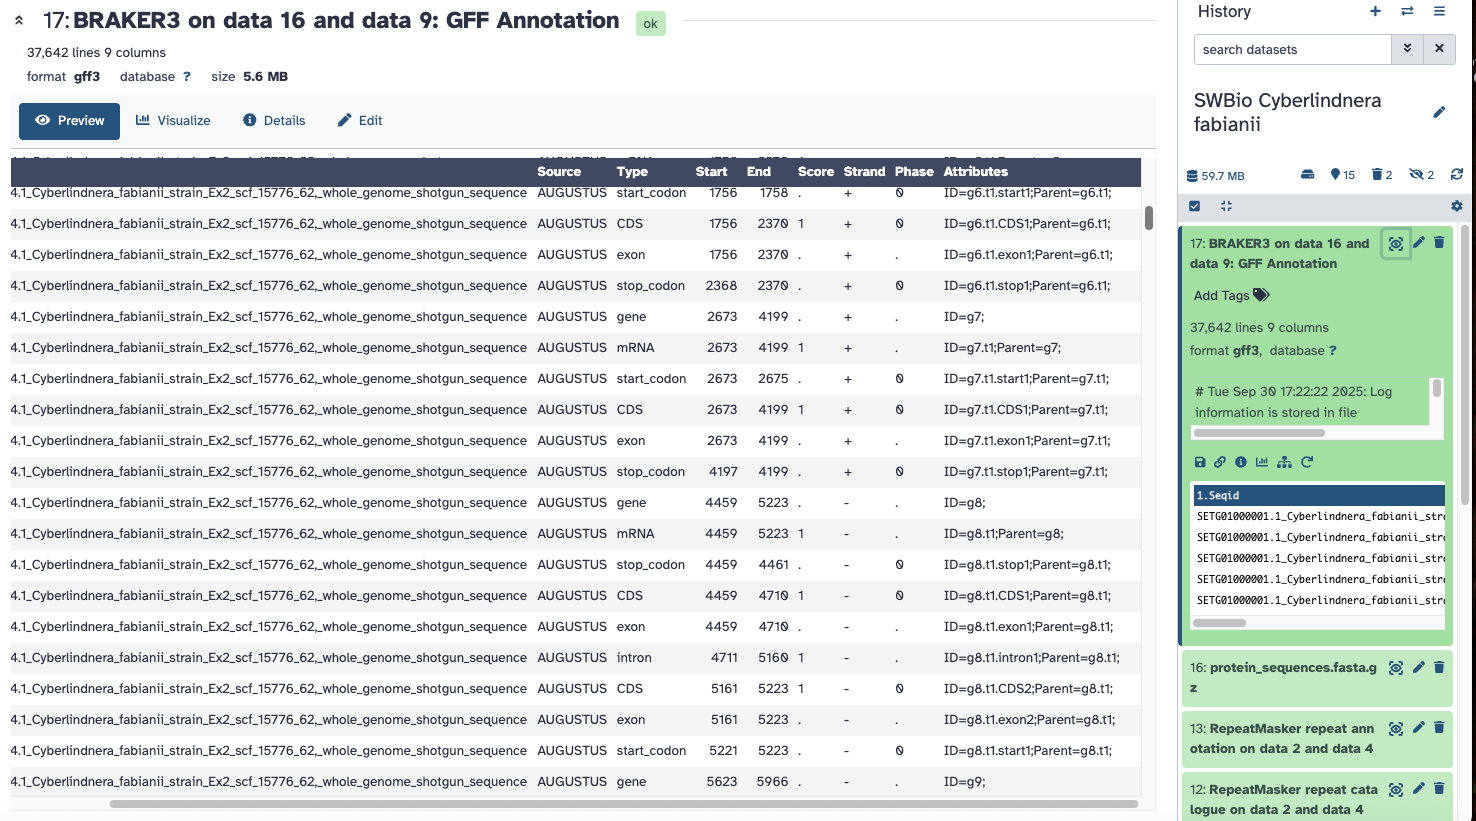 17: BRAKER3 on data 16 and data 9: GFF Annotation ok
37,642 lines 9 columns
format gff3 database ? size 5.6 MB
Preview Visualize Details Edit
Source Type Start End Score Strand Phase Attributes
4.1_Cyberlindnera_fabianii_strain_Ex2_scf_15776_62,_whole_genome_shotgun_sequence AUGUSTUS start_codon 1756 1758 . + 0 ID=g6.t1.start1;Parent=g6.t1;
4.1_Cyberlindnera_fabianii_strain_Ex2_scf_15776_62,_whole_genome_shotgun_sequence AUGUSTUS CDS 1756 2370 1 + 0 ID=g6.t1.CDS1;Parent=g6.t1;
4.1_Cyberlindnera_fabianii_strain_Ex2_scf_15776_62,_whole_genome_shotgun_sequence AUGUSTUS exon 1756 2370 . + . ID=g6.t1.exon1;Parent=g6.t1;
4.1_Cyberlindnera_fabianii_strain_Ex2_scf_15776_62,_whole_genome_shotgun_sequence AUGUSTUS stop_codon 2368 2370 . + 0 ID=g6.t1.stop1;Parent=g6.t1;
4.1_Cyberlindnera_fabianii_strain_Ex2_scf_15776_62,_whole_genome_shotgun_sequence AUGUSTUS gene 2673 4199 . + . ID=g7;
4.1_Cyberlindnera_fabianii_strain_Ex2_scf_15776_62,_whole_genome_shotgun_sequence AUGUSTUS mRNA 2673 4199 1 + . ID=g7.t1;Parent=g7;
4.1_Cyberlindnera_fabianii_strain_Ex2_scf_15776_62,_whole_genome_shotgun_sequence AUGUSTUS start_codon 2673 2675 . + 0 ID=g7.t1.start1;Parent=g7.t1;
4.1_Cyberlindnera_fabianii_strain_Ex2_scf_15776_62,_whole_genome_shotgun_sequence AUGUSTUS CDS 2673 4199 1 + 0 ID=g7.t1.CDS1;Parent=g7.t1;
4.1_Cyberlindnera_fabianii_strain_Ex2_scf_15776_62,_whole_genome_shotgun_sequence AUGUSTUS exon 2673 4199 . + . ID=g7.t1.exon1;Parent=g7.t1;
4.1_Cyberlindnera_fabianii_strain_Ex2_scf_15776_62,_whole_genome_shotgun_sequence AUGUSTUS stop_codon 4197 4199 . + 0 ID=g7.t1.stop1;Parent=g7.t1;
4.1_Cyberlindnera_fabianii_strain_Ex2_scf_15776_62,_whole_genome_shotgun_sequence AUGUSTUS gene 4459 5223 . - . ID=g8;
4.1_Cyberlindnera_fabianii_strain_Ex2_scf_15776_62,_whole_genome_shotgun_sequence AUGUSTUS mRNA 4459 5223 1 - . ID=g8.t1;Parent=g8;
4.1_Cyberlindnera_fabianii_strain_Ex2_scf_15776_62,_whole_genome_shotgun_sequence AUGUSTUS stop_codon 4459 4461 . - 0 ID=g8.t1.stop1;Parent=g8.t1;
4.1_Cyberlindnera_fabianii_strain_Ex2_scf_15776_62,_whole_genome_shotgun_sequence AUGUSTUS CDS 4459 4710 1 - 0 ID=g8.t1.CDS1;Parent=g8.t1;
4.1_Cyberlindnera_fabianii_strain_Ex2_scf_15776_62,_whole_genome_shotgun_sequence AUGUSTUS exon 4459 4710 . - . ID=g8.t1.exon1;Parent=g8.t1;
4.1_Cyberlindnera_fabianii_strain_Ex2_scf_15776_62,_whole_genome_shotgun_sequence AUGUSTUS intron 4711 5160 1 - . ID=g8.t1.intron1;Parent=g8.t1;
4.1_Cyberlindnera_fabianii_strain_Ex2_scf_15776_62,_whole_genome_shotgun_sequence AUGUSTUS CDS 5161 5223 1 - 0 ID=g8.t1.CDS2;Parent=g8.t1;
4.1_Cyberlindnera_fabianii_strain_Ex2_scf_15776_62,_whole_genome_shotgun_sequence AUGUSTUS exon 5161 5223 . - . ID=g8.t1.exon2;Parent=g8.t1;
4.1_Cyberlindnera_fabianii_strain_Ex2_scf_15776_62,_whole_genome_shotgun_sequence AUGUSTUS start_codon 5221 5223 . - 0 ID=g8.t1.start1;Parent=g8.t1;
4.1_Cyberlindnera_fabianii_strain_Ex2_scf_15776_62,_whole_genome_shotgun_sequence AUGUSTUS gene 5623 5966 . - . ID=g9;
History
search datasets
SWBio Cyberlindnera
fabianii
59.7 MB 15 2 2
17: BRAKER3 on data 16 and
data 9: GFF Annotation
Add Tags
37,642 lines 9 columns
format gff3, database ?
# Tue Sep 30 17:22:22 2025: Log
information is stored in file
1.Seqid
SETG01000001.1_Cyberlindnera_fabianii_str
SETG01000001.1_Cyberlindnera_fabianii_str
SETG01000001.1_Cyberlindnera_fabianii_str
SETG01000001.1_Cyberlindnera_fabianii_str
SETG01000001.1_Cyberlindnera_fabianii_str
16: protein_sequences.fasta.g
z
13: RepeatMasker repeat ann
otation on data 2 and data 4
12: RepeatMasker repeat cata
logue on data 2 and data 4